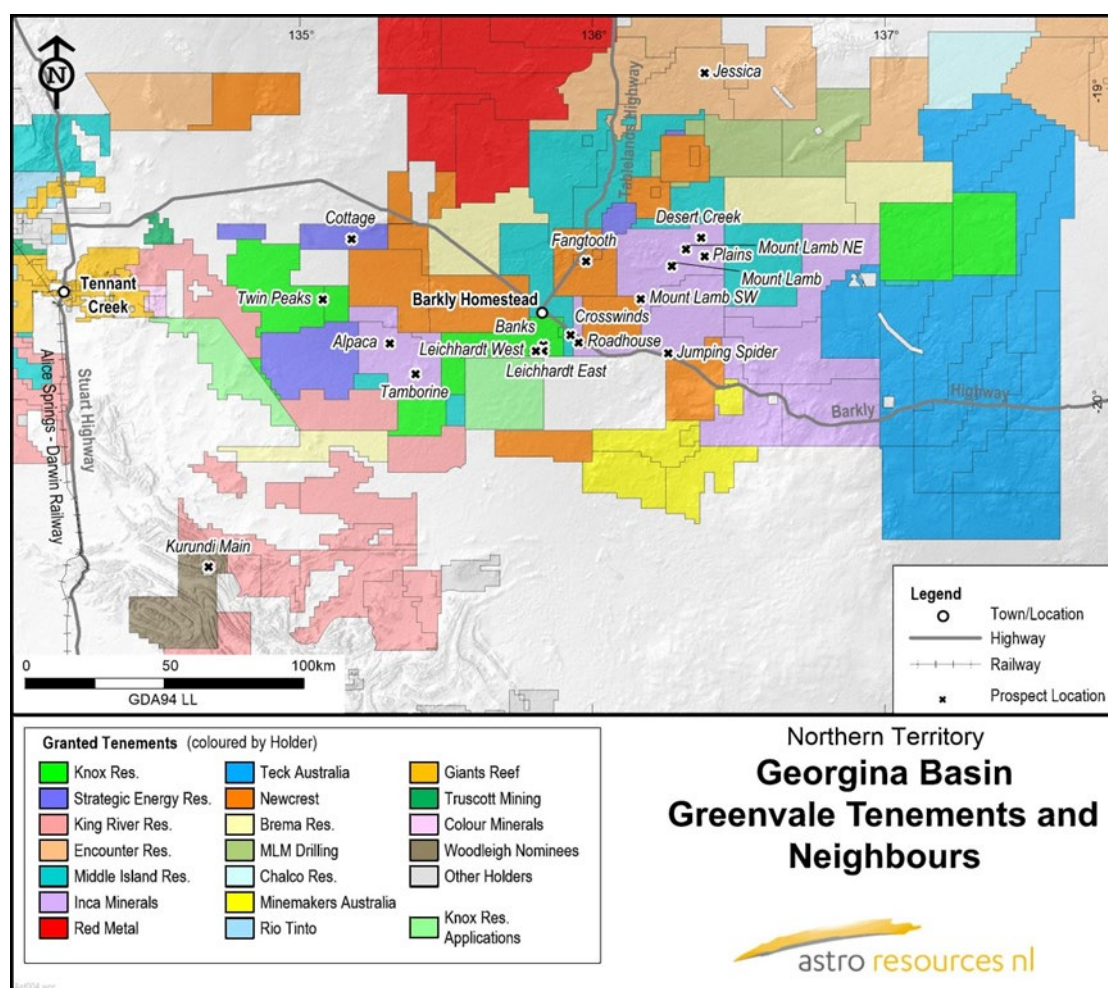 135°
136°
137°
-19°
-20°
N
Jessica
Tablelands Highway
Cottage
Desert Creek
Fangtooth
Mount Lamb NE
Plains
Mount Lamb
Tennant
Creek
Twin Peaks
Barkly Homestead
Mount Lamb SW
Crosswinds
Banks
Roadhouse
Alpaca
Leichhardt West
Jumping Spider
Leichhardt East
Tamborine
Barkly
Highway
Alice Springs - Darwin Railway
Stuart Highway
Kurundi Main
0 50 100km
GDA94 LL
Legend
Town/Location
Highway
Railway
Prospect Location
Granted Tenements (coloured by Holder)
Knox Res.
Strategic Energy Res.
King River Res.
Encounter Res.
Middle Island Res.
Inca Minerals
Red Metal
Teck Australia
Newcrest
Brema Res.
MLM Drilling
Chalco Res.
Minemakers Australia
Rio Tinto
Giants Reef
Truscott Mining
Colour Minerals
Woodleigh Nominees
Other Holders
Knox Res.
Applications
Northern Territory
Georgina Basin
Greenvale Tenements and
Neighbours
astro resources nl